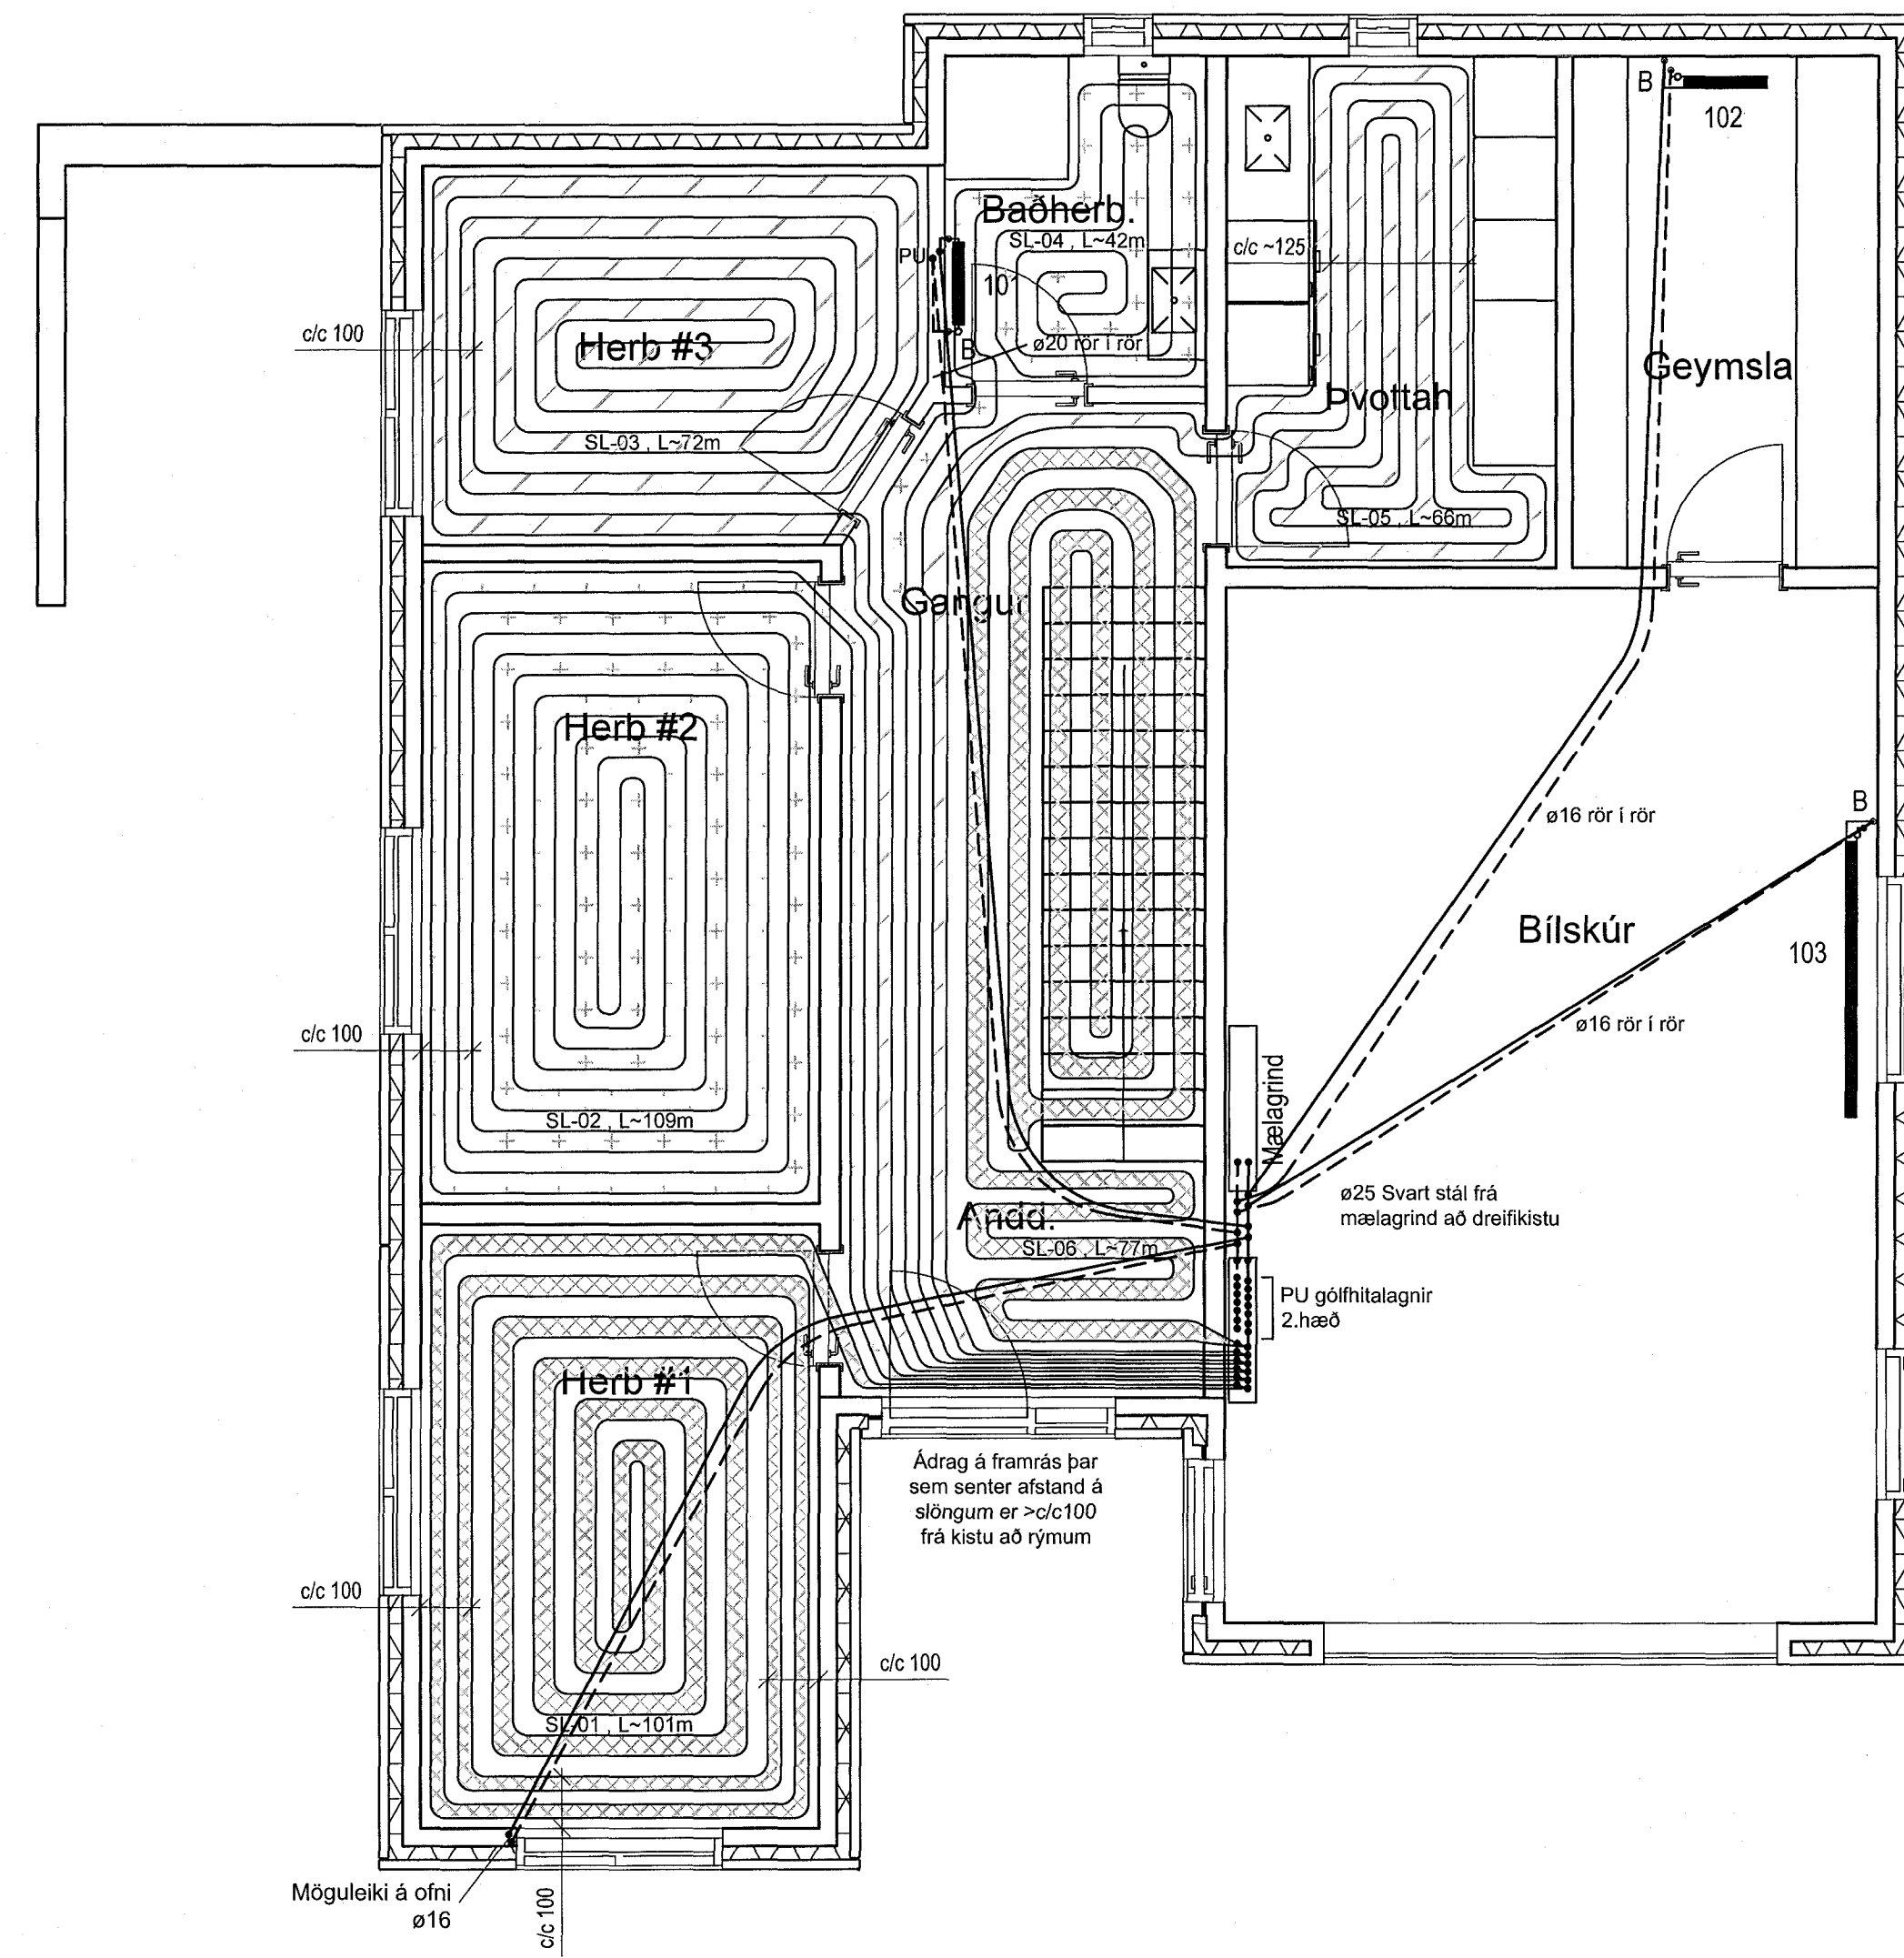 B
102
Baðherb.
SL-04 , L~42m
c/c ~125
PU
10
c/c 100
Herb #3
B
ø20 rör í rör
Geymsla
Þvottah
SL-03 , L~72m
SL-05 , L~66m
Gangur
Herb #2
B
ø16 rör í rör
Bílskúr
103
c/c 100
ø16 rör í rör
Mælagrind
SL-02 , L~109m
ø25 Svart stál frá
mælagrind að dreifikistu
Andd.
SL-06 , L~77m
PU gólfhitalagnir
2.hæð
Herb #1
Ádrag á framrás þar
sem senter afstand á
slöngum er >c/c100
frá kistu að rýmum
c/c 100
c/c 100
SL-01 , L~101m
Möguleiki á ofni
ø16
c/c 100